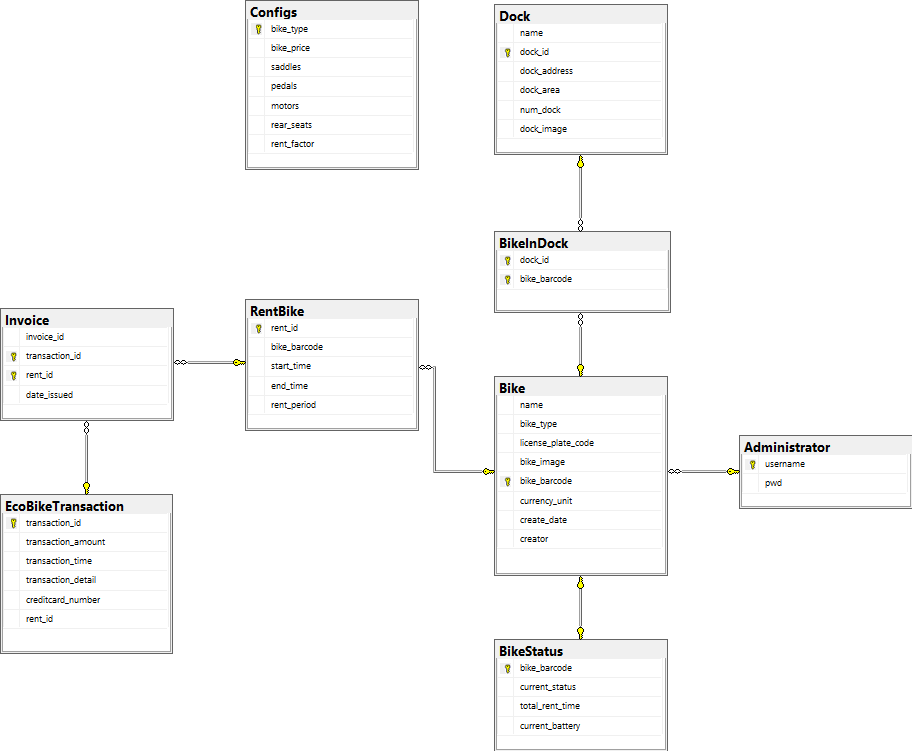 Configs
bike_type
bike_price
saddles
pedals
motors
rear_seats
rent_factor
Dock
name
dock_id
dock_address
dock_area
num_dock
dock_image
BikeInDock
dock_id
bike_barcode
Invoice
invoice_id
transaction_id
rent_id
date_issued
RentBike
rent_id
bike_barcode
start_time
end_time
rent_period
Bike
name
bike_type
license_plate_code
bike_image
bike_barcode
currency_unit
create_date
creator
Administrator
username
pwd
EcoBikeTransaction
transaction_id
transaction_amount
transaction_time
transaction_detail
creditcard_number
rent_id
BikeStatus
bike_barcode
current_status
total_rent_time
current_battery